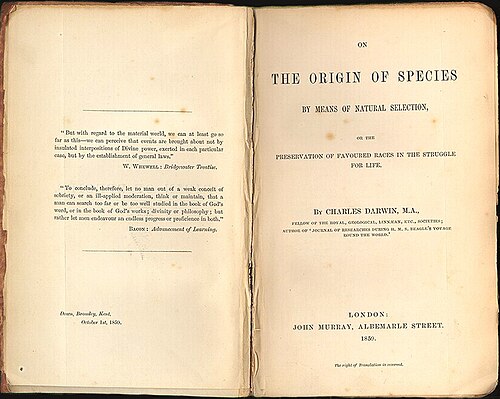 "But with regard to the material world, we can at least go so
far as this—we can perceive that events are brought about not by
insulated interpositions of Divine power, exerted in each particular
case, but by the establishment of general laws."
W. WHEWELL: Bridgewater Treatise.
"To conclude, therefore, let no man out of a weak conceit of
sobriety, or an ill-applied moderation, think or maintain, that a
man can search too far or be too well studied in the book of God's
word, or in the book of God's works; divinity or philosophy; but
rather let men endeavour an endless progress or proficience in both."
BACON: Advancement of Learning.
Down, Bromley, Kent,
October 1st, 1859.
ON
THE ORIGIN OF SPECIES
BY MEANS OF NATURAL SELECTION,
OR THE
PRESERVATION OF FAVOURED RACES IN THE STRUGGLE
FOR LIFE.
BY CHARLES DARWIN, M.A.,
FELLOW OF THE ROYAL, GEOLOGICAL, LINNÆAN, ETC., SOCIETIES;
AUTHOR OF 'JOURNAL OF RESEARCHES DURING H. M. S. BEAGLE'S VOYAGE
ROUND THE WORLD.'
LONDON:
JOHN MURRAY, ALBEMARLE STREET.
1859.
The right of Translation is reserved.